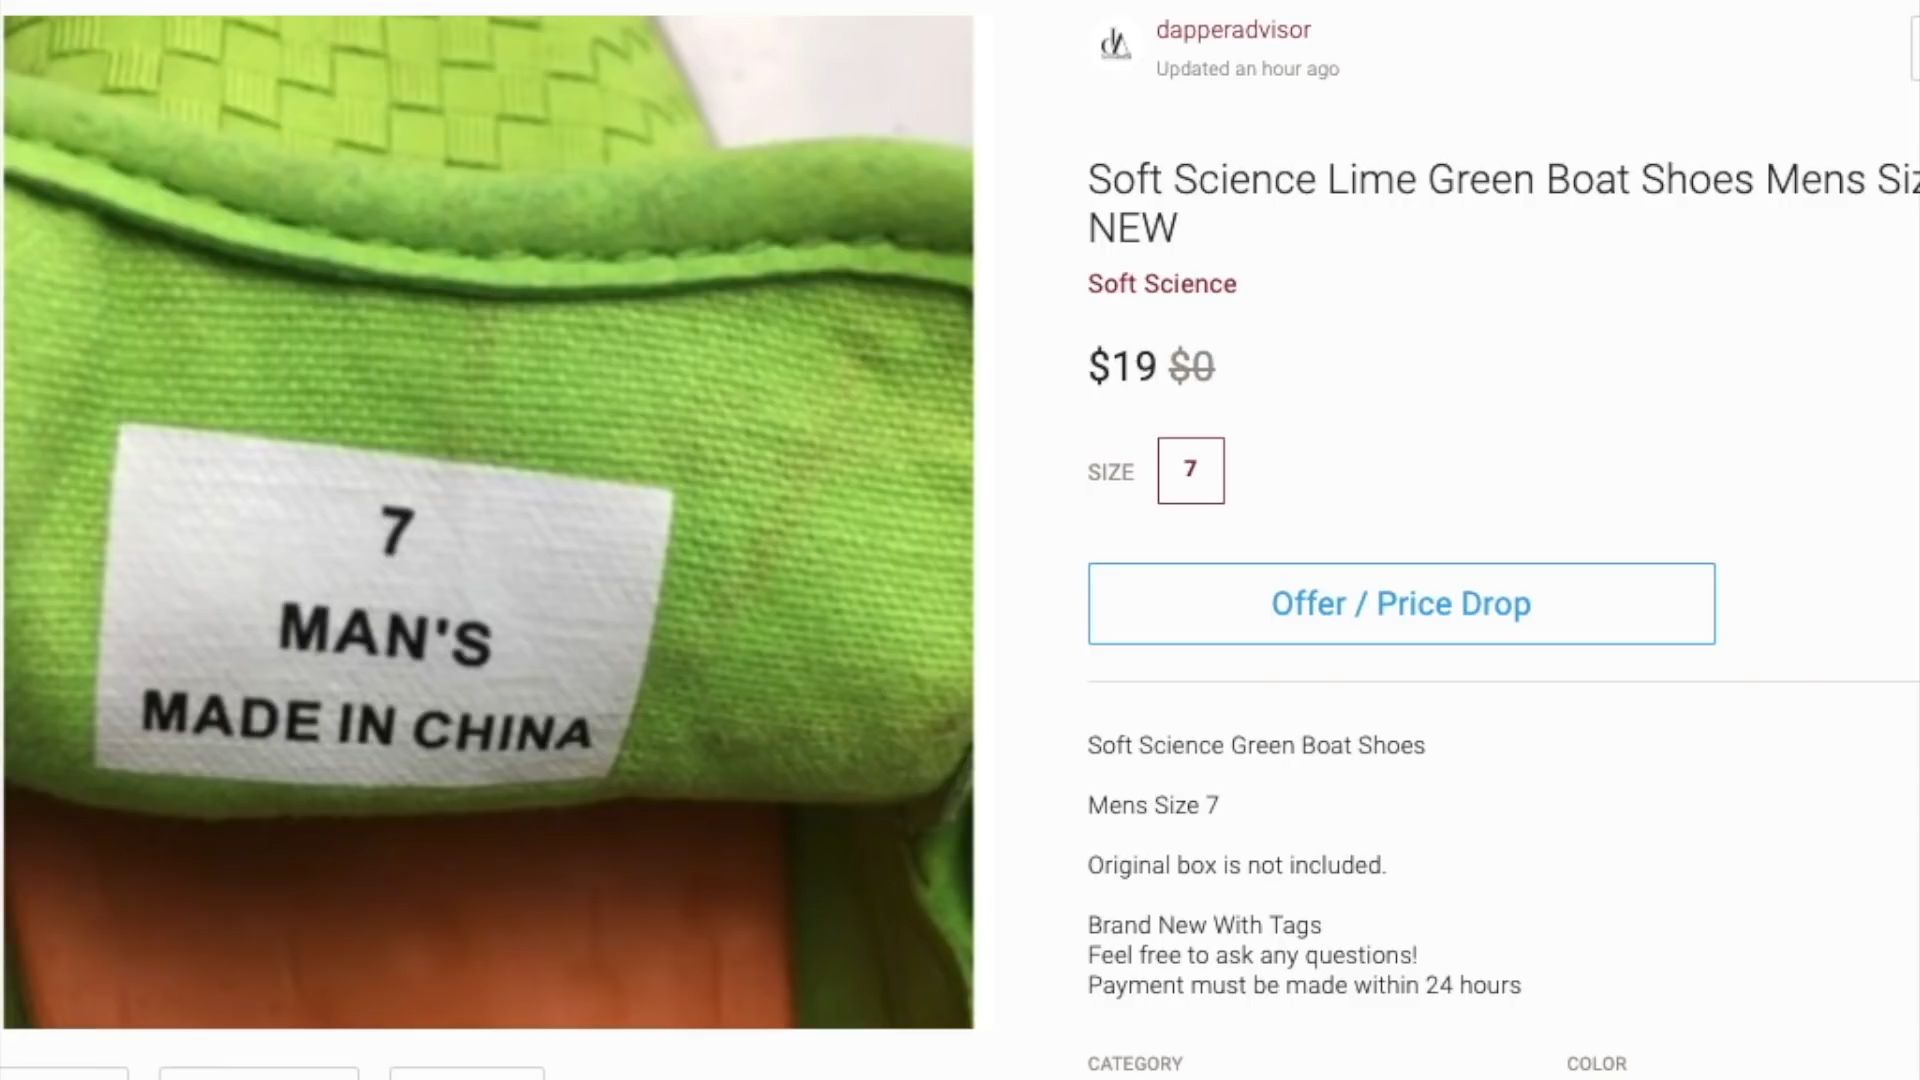 7
MAN'S
MADE IN CHINA
dA
dapperadvisor
Updated an hour ago
Soft Science Lime Green Boat Shoes Mens Siz
NEW
Soft Science
$19 $0
SIZE 7
Offer / Price Drop
Soft Science Green Boat Shoes
Mens Size 7
Original box is not included.
Brand New With Tags
Feel free to ask any questions!
Payment must be made within 24 hours
CATEGORY COLOR